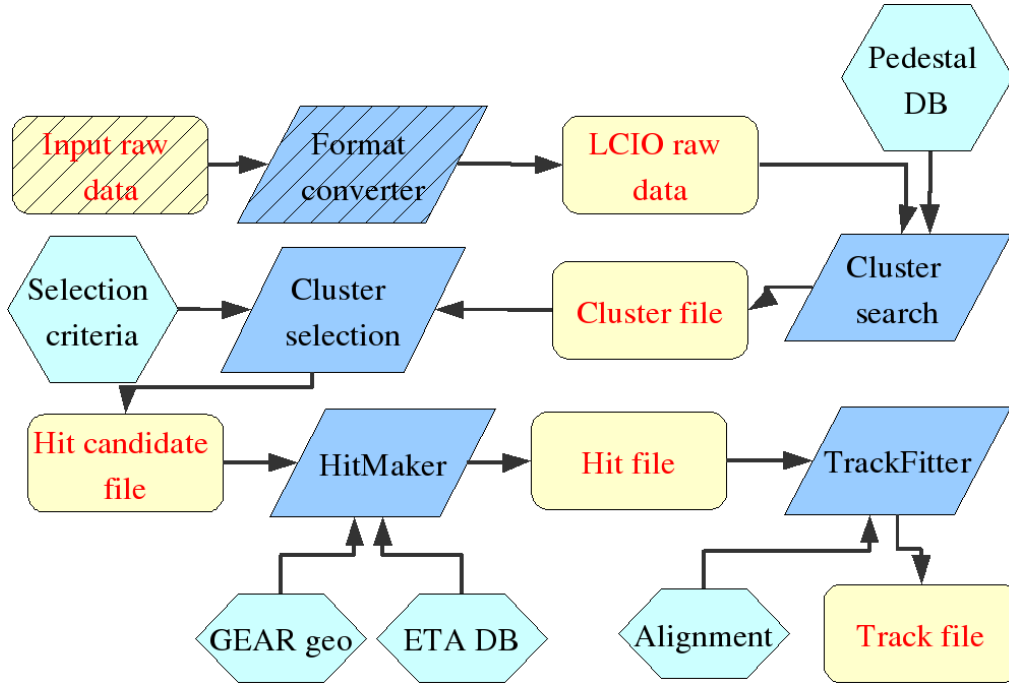 Pedestal
DB
Input raw
data
Format
converter
LCIO raw
data
Selection
criteria
Cluster
selection
Cluster file
Cluster
search
Hit candidate
file
HitMaker
Hit file
TrackFitter
GEAR geo
ETA DB
Alignment
Track file